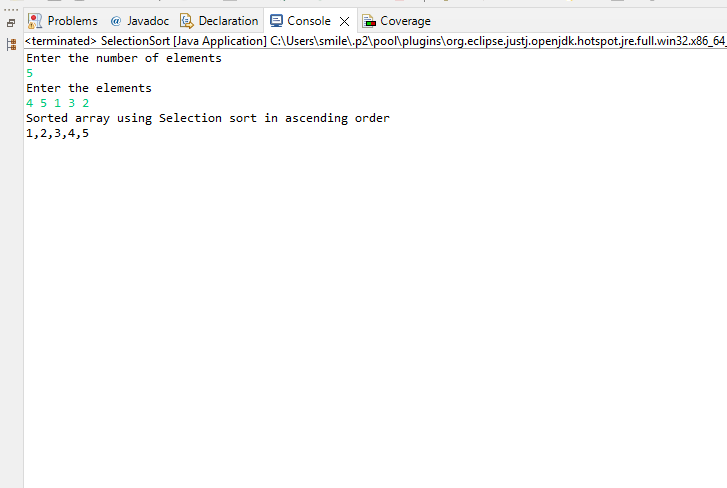 Problems @ Javadoc Declaration Console Coverage
<terminated> SelectionSort [Java Application] C:\Users\smile\.p2\pool\plugins\org.eclipse.justj.openjdk.hotspot.jre.full.win32.x86_64_
Enter the number of elements
5
Enter the elements
4 5 1 3 2
Sorted array using Selection sort in ascending order
1,2,3,4,5